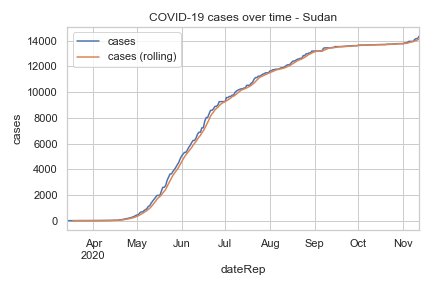 COVID-19 cases over time - Sudan
cases
cases (rolling)
14000
12000
10000
8000
6000
4000
2000
0
cases
Apr
2020
May
Jun
Jul
Aug
Sep
Oct
Nov
dateRep